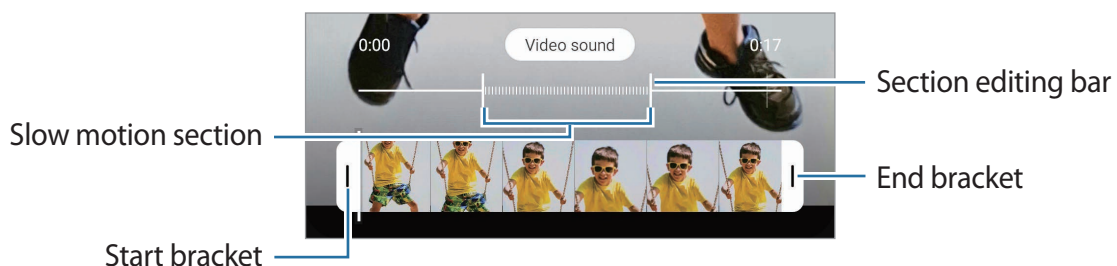 0:00
Video sound
0:17
Section editing bar
Slow motion section
End bracket
Start bracket